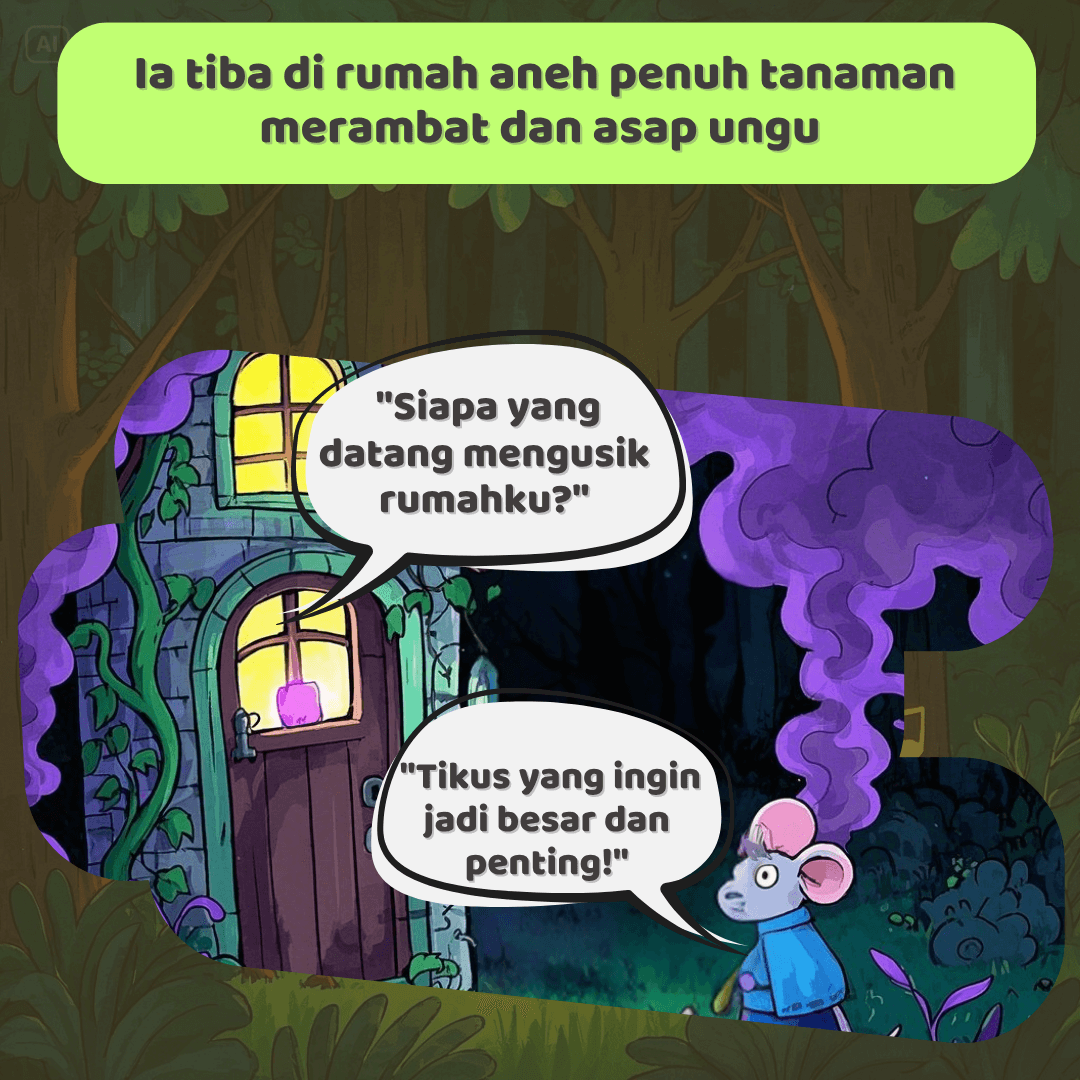 AI
Ia tiba di rumah aneh penuh tanaman
merambat dan asap ungu
"Siapa yang
datang mengusik
rumahku?"
"Tikus yang ingin
jadi besar dan
penting!"